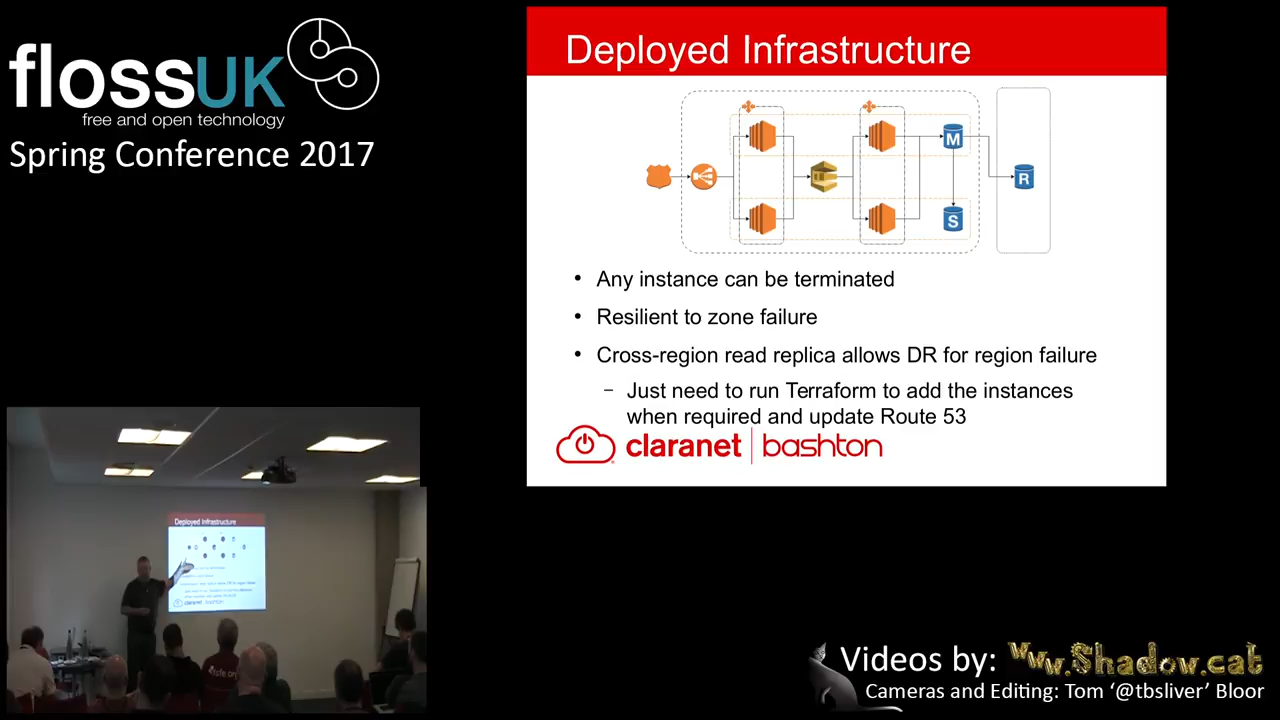 flossUK
free and open technology
Spring Conference 2017
Deployed Infrastructure
M
R
S
• Any instance can be terminated
• Resilient to zone failure
• Cross-region read replica allows DR for region failure
– Just need to run Terraform to add the instances
when required and update Route 53
claranet | bashton
Deployed Infrastructure
claranet bashton
Videos by: Www.Shadow.cat
Cameras and Editing: Tom '@tbsliver' Bloor